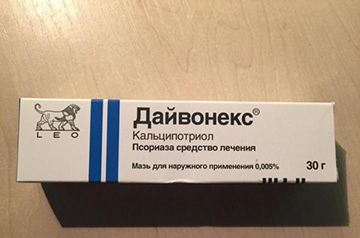 LEO
Дайвонекс®
Кальципотриол
Псориаза средство лечения
Мазь для наружного применения 0,005%
30 г